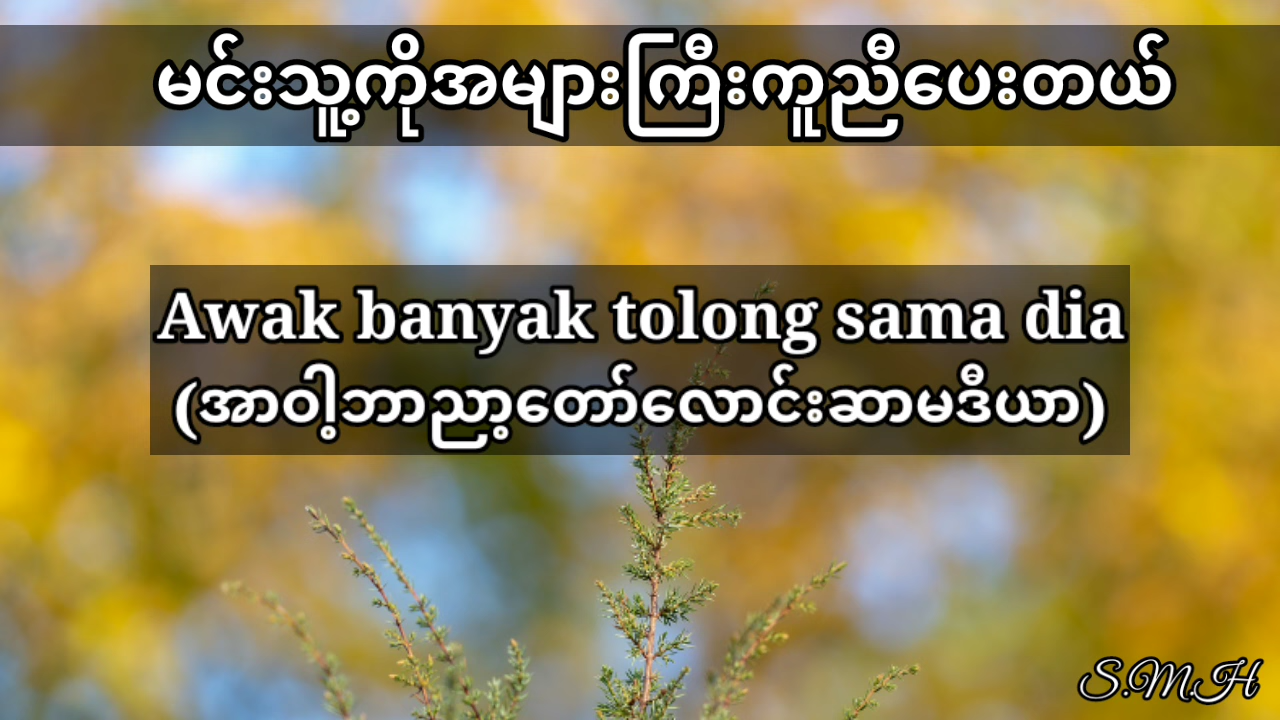 မင်းသူ့ကိုအများကြီးကူညီပေးတယ်
Awak banyak tolong sama dia
(အာဝါ့ဘာညာ့တော်လောင်းဆာမဒီယာ)
S.M.H